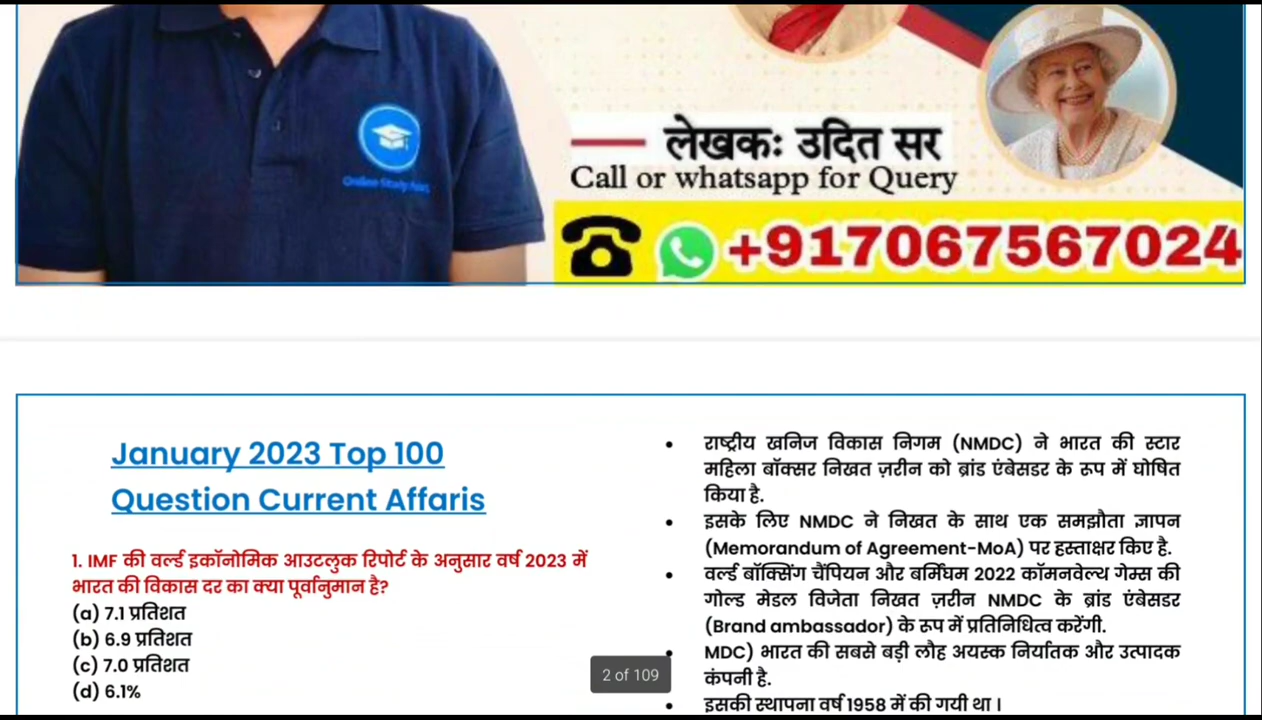 लेखकः उदित सर
Call or whatsapp for Query
+917067567024
January 2023 Top 100
Question Current Affaris
1. IMF की वर्ल्ड इकॉनोमिक आउटलुक रिपोर्ट के अनुसार वर्ष 2023 में
भारत की विकास दर का क्या पूर्वानुमान है?
(a) 7.1 प्रतिशत
(b) 6.9 प्रतिशत
(c) 7.0 प्रतिशत
(d) 6.1%
• राष्ट्रीय खनिज विकास निगम (NMDC) ने भारत की स्टार
महिला बॉक्सर निखत ज़रीन को ब्रांड एंबेसडर के रूप में घोषित
किया है.
• इसके लिए NMDC ने निखत के साथ एक समझौता ज्ञापन
(Memorandum of Agreement-MoA) पर हस्ताक्षर किए है.
• वर्ल्ड बॉक्सिंग चैंपियन और बर्मिंघम 2022 कॉमनवेल्थ गेम्स की
गोल्ड मेडल विजेता निखत ज़रीन NMDC के ब्रांड एंबेसडर
(Brand ambassador) के रूप में प्रतिनिधित्व करेंगी.
• MDC) भारत की सबसे बड़ी लौह अयस्क निर्यातक और उत्पादक
कंपनी है.
• इसकी स्थापना वर्ष 1958 में की गयी था ।
2 of 109